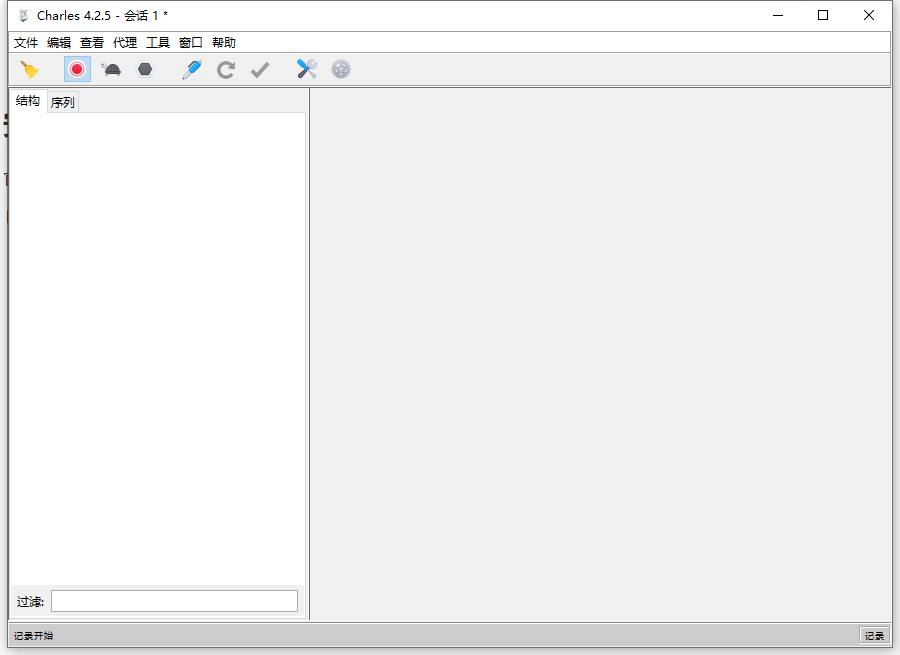 Charles 4.2.5 - 会话 1 *
文件 编辑 查看 代理 工具 窗口 帮助
结构 序列
过滤:
记录开始 记录